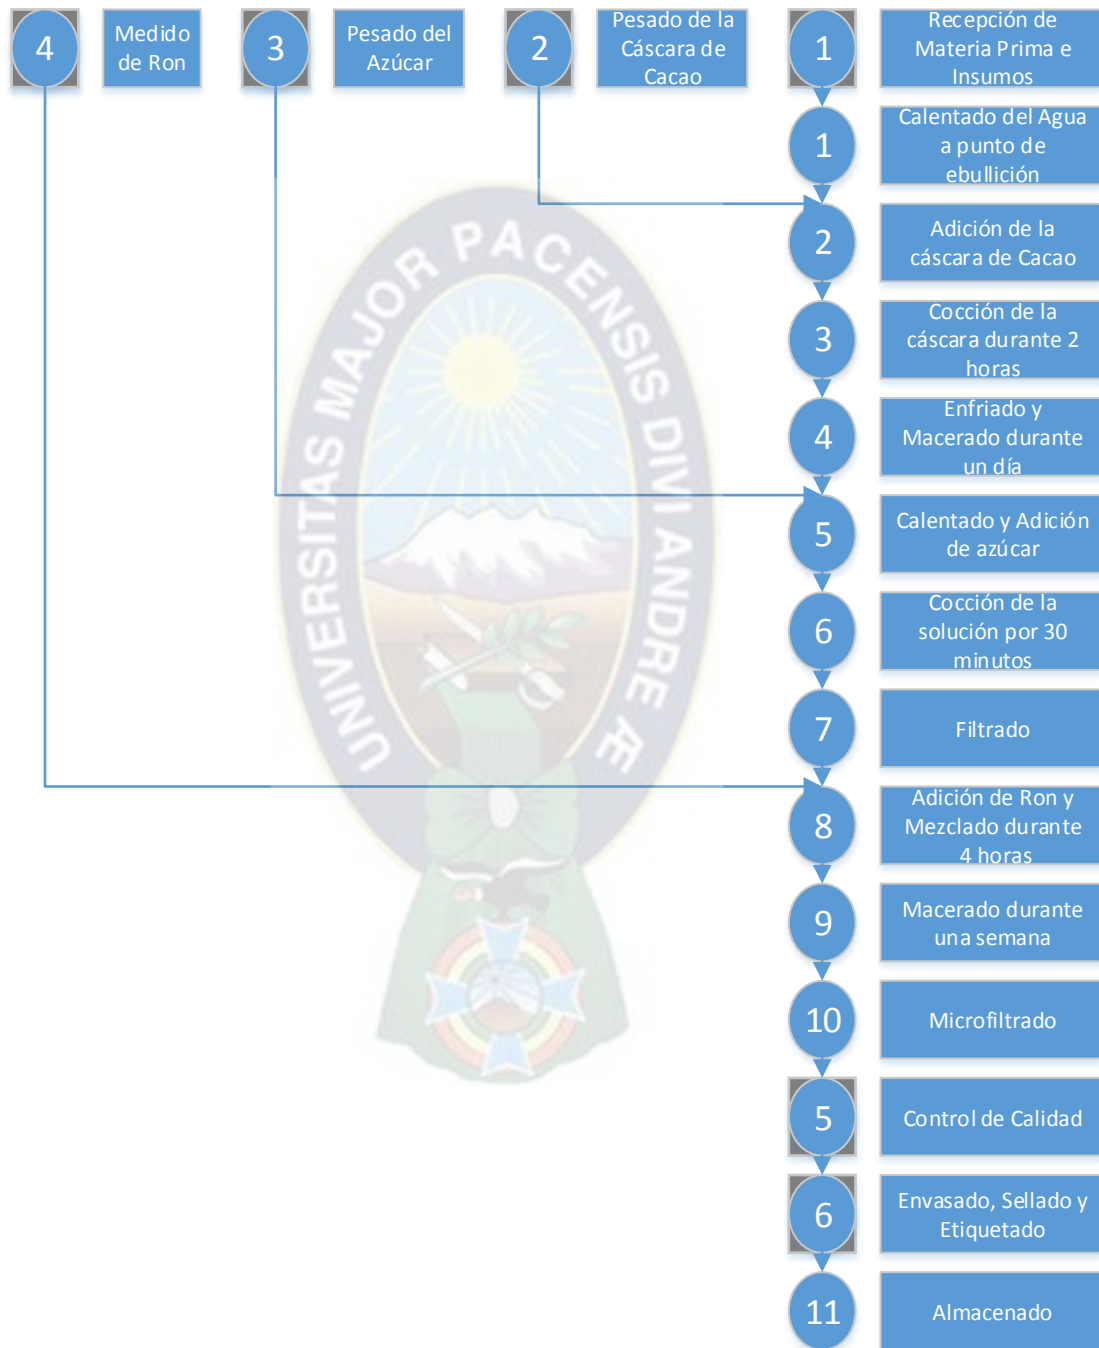 4
Medido
de Ron
3
Pesado del
Azúcar
2
Pesado de la
Cáscara de
Cacao
1
Recepción de
Materia Prima e
Insumos
1
Calentado del Agua
a punto de
ebullición
2
Adición de la
cáscara de Cacao
3
Cocción de la
cáscara durante 2
horas
4
Enfriado y
Macerado durante
un día
5
Calentado y Adición
de azúcar
6
Cocción de la
solución por 30
minutos
7
Filtrado
8
Adición de Ron y
Mezclado durante
4 horas
9
Macerado durante
una semana
10
Microfiltrado
5
Control de Calidad
6
Envasado, Sellado y
Etiquetado
11
Almacenado
UNIVERSITAS MAJOR PACENSIS DIVI ANDRE Æ